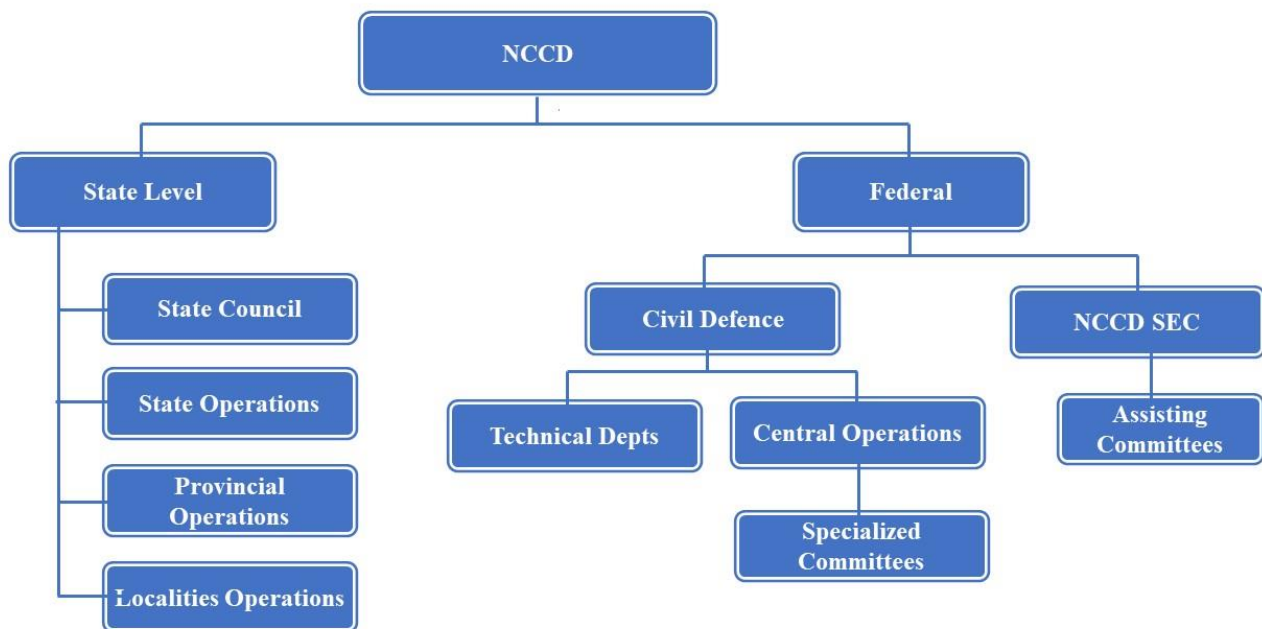 NCCD
State Level
Federal
State Council
Civil Defence
NCCD SEC
State Operations
Technical Depts
Central Operations
Assisting
Committees
Provincial
Operations
Specialized
Committees
Localities Operations